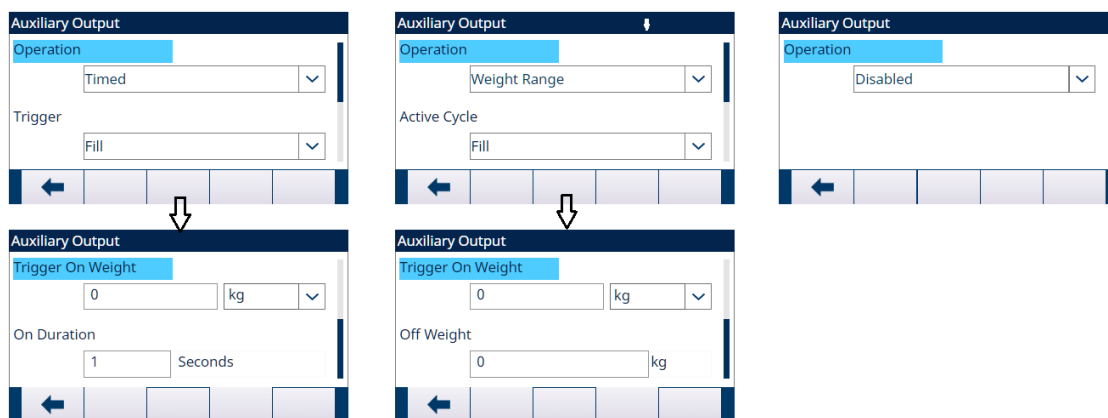 Auxiliary Output
Operation
Timed
Trigger
Fill
Auxiliary Output
Operation
Weight Range
Active Cycle
Fill
Auxiliary Output
Operation
Disabled
Auxiliary Output
Trigger On Weight
0 kg
On Duration
1 Seconds
Auxiliary Output
Trigger On Weight
0 kg
Off Weight
0 kg